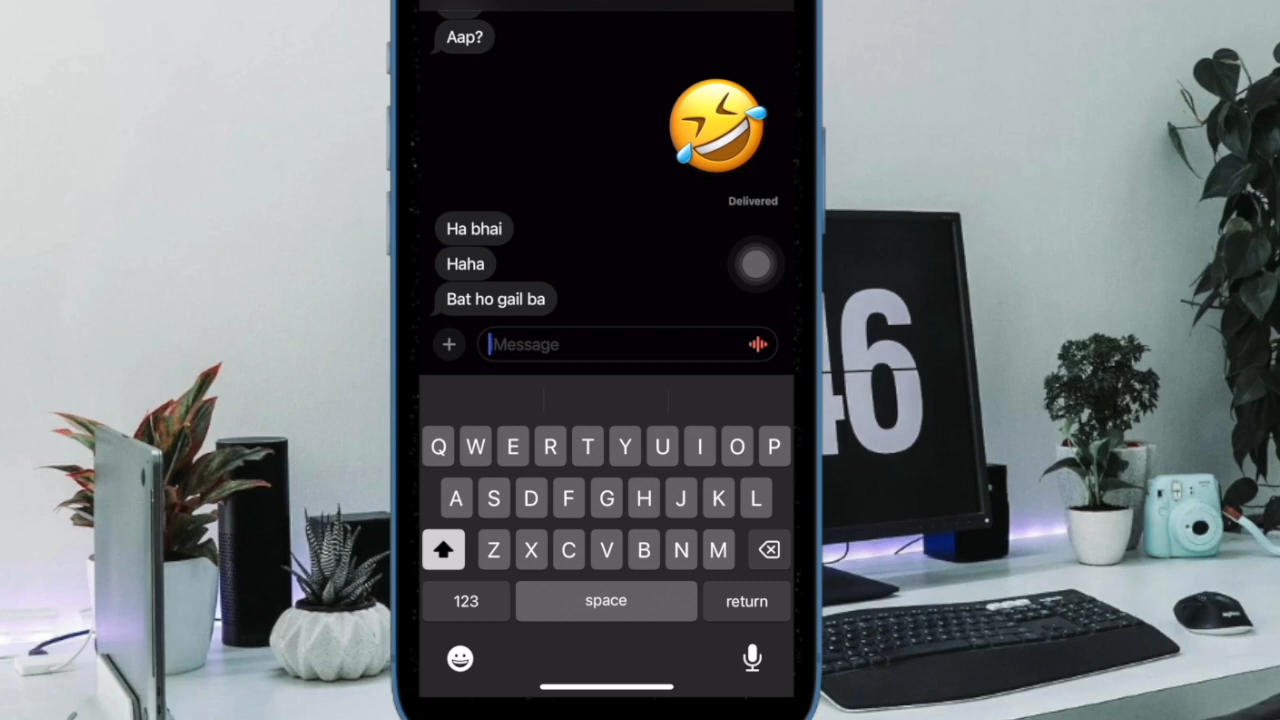 Aap?
Delivered
Ha bhai
Haha
Bat ho gail ba
Message
46
Q W E R T Y U I O P
A S D F G H J K L
Z X C V B N M
123 space return